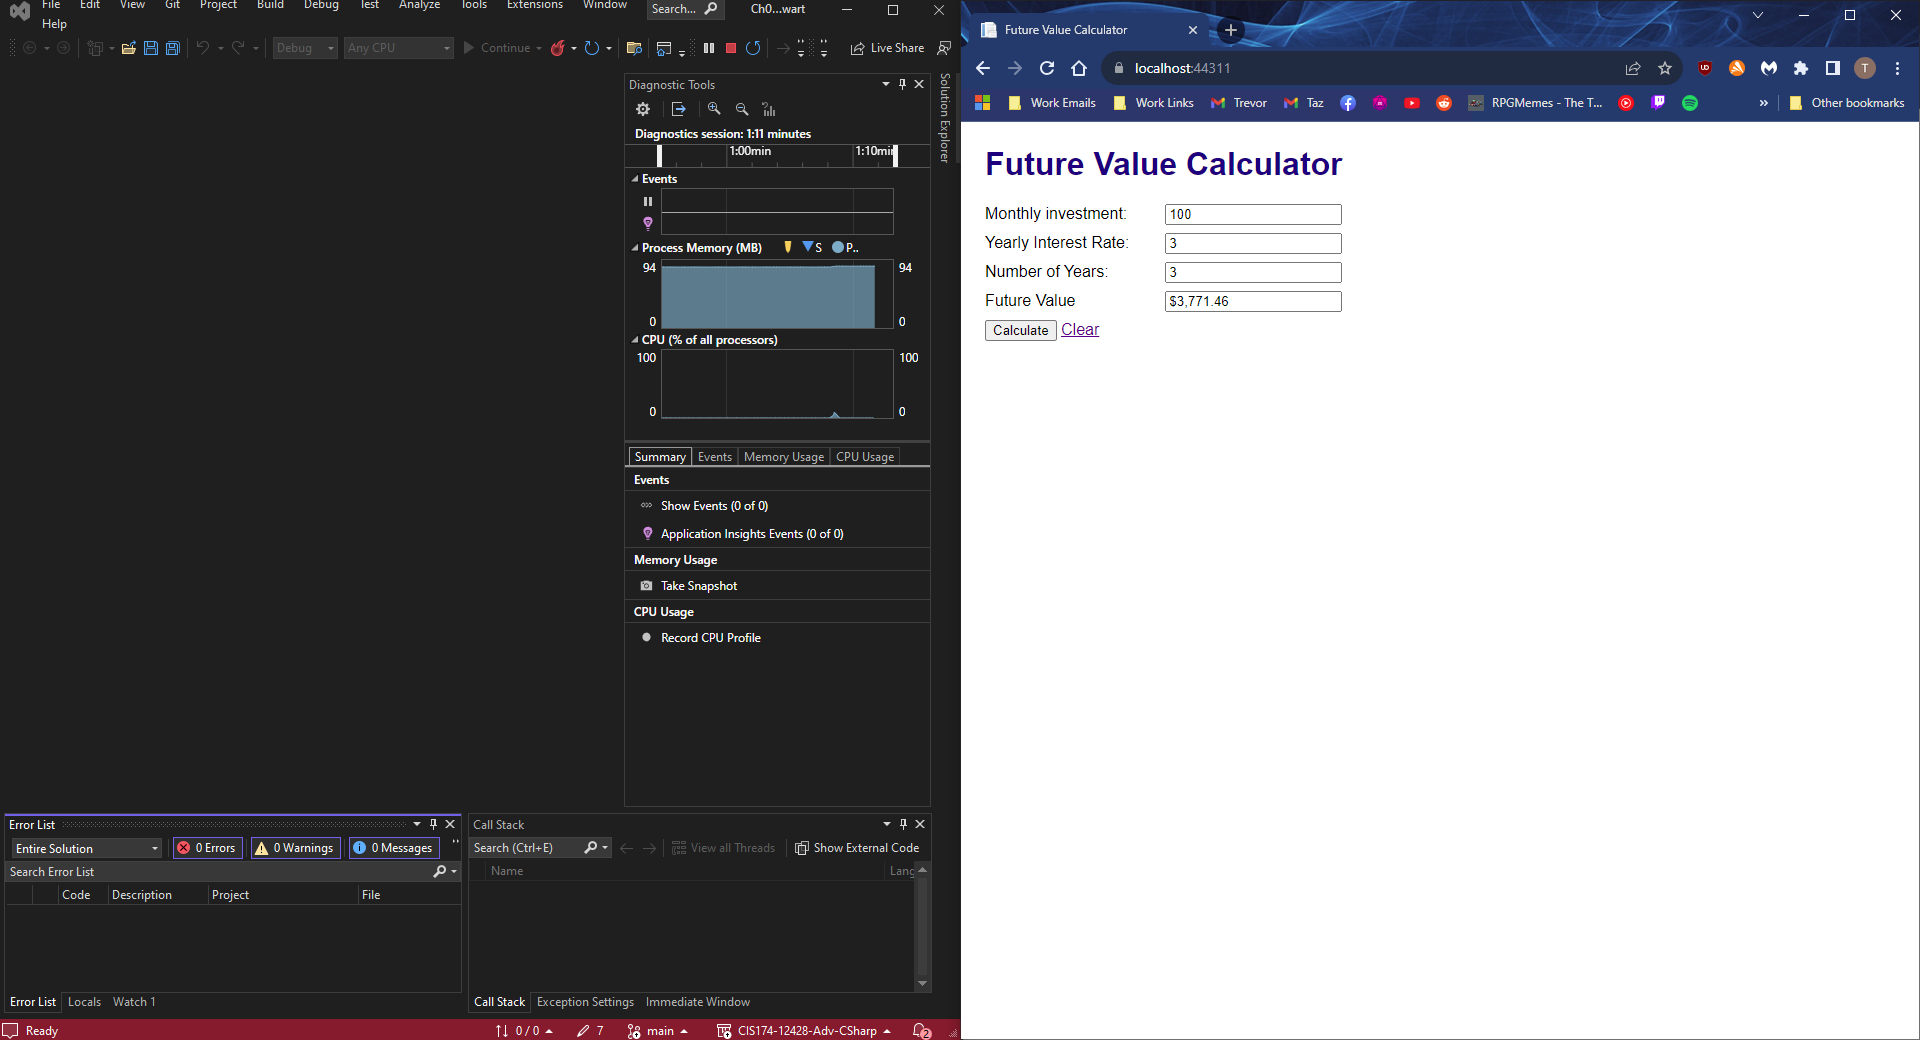 File Edit View Git Project Build Debug Test Analyze Tools Extensions Window Search... Ch0...wart
Help
Debug Any CPU Continue Live Share
Diagnostic Tools
Solution Explorer
Diagnostics session: 1:11 minutes
1:00min 1:10min
Events
Process Memory (MB) S P..
94 94
0 0
CPU (% of all processors)
100 100
0 0
Summary Events Memory Usage CPU Usage
Events
Show Events (0 of 0)
Application Insights Events (0 of 0)
Memory Usage
Take Snapshot
CPU Usage
Record CPU Profile
Error List
Entire Solution 0 Errors 0 Warnings 0 Messages
Search Error List
Code Description Project File
Error List Locals Watch 1
Call Stack
Search (Ctrl+E) View all Threads Show External Code
Name Lang
Call Stack Exception Settings Immediate Window
Ready 0 / 0 7 main CIS174-12428-Adv-CSharp 2
Future Value Calculator
localhost:44311 T
Work Emails Work Links Trevor Taz RPGMemes - The T... » Other bookmarks
Future Value Calculator
Monthly investment: 100
Yearly Interest Rate: 3
Number of Years: 3
Future Value $3,771.46
Calculate Clear